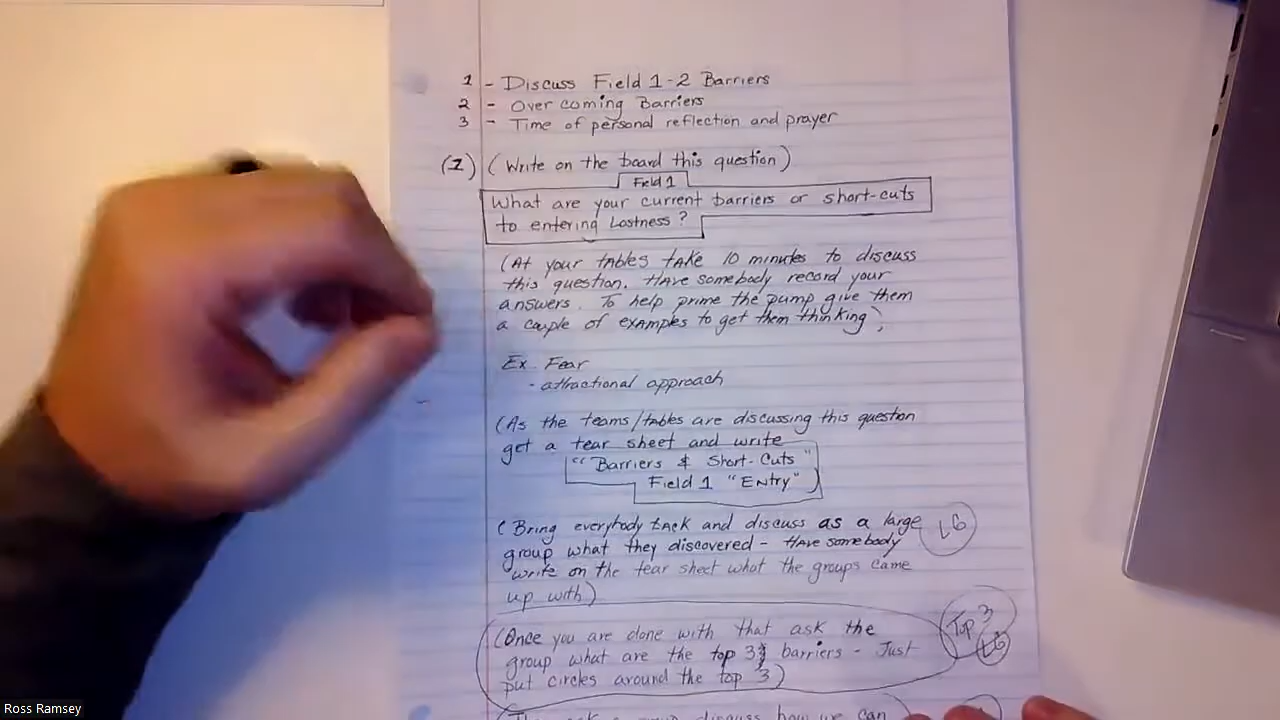 1 - Discuss Field 1-2 Barriers
2 - Over coming Barriers
3 - Time of personal reflection and prayer
(1) (Write on the board this question)
Field 1
What are your current barriers or short-cuts
to entering Lostness?
(At your tables take 10 minutes to discuss
this question. Have somebody record your
answers. To help prime the pump give them
a couple of examples to get them thinking)
Ex. Fear
- attractional approach
(As the teams/tables are discussing this question
get a tear sheet and write
"Barriers & Short-Cuts"
Field 1 "Entry")
(Bring everybody back and discuss as a large
group what they discovered - Have somebody
write on the tear sheet what the groups came
up with)
LG
(Once you are done with that ask the
group what are the top 3 barriers - Just
put circles around the top 3)
Top 3
LG
discuss how we can
Ross Ramsey